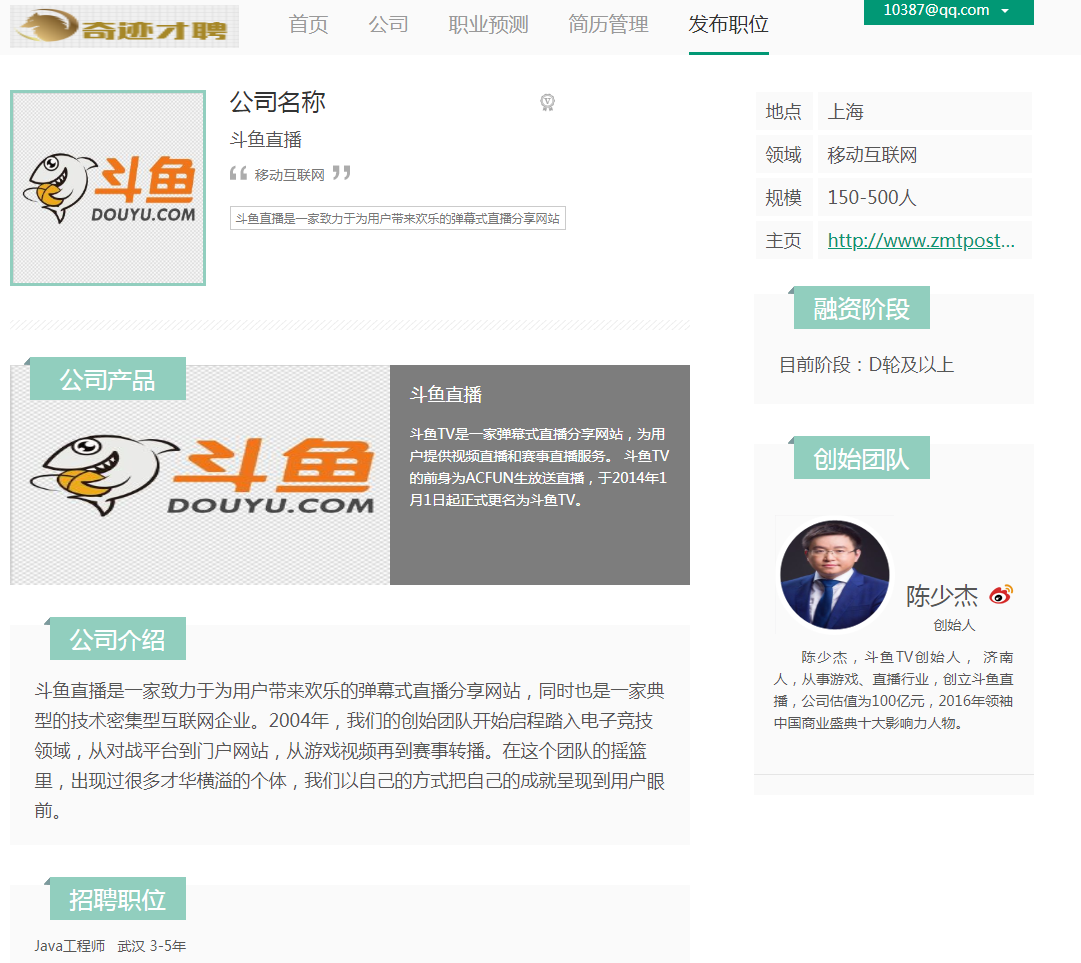 奇迹才聘
首页 公司 职业预测 简历管理 发布职位
10387@qq.com
斗鱼
DOUYU.COM
公司名称
斗鱼直播
移动互联网
斗鱼直播是一家致力于为用户带来欢乐的弹幕式直播分享网站
地点 上海
领域 移动互联网
规模 150-500人
主页 http://www.zmtpost...
融资阶段
目前阶段：D轮及以上
公司产品
斗鱼
DOUYU.COM
斗鱼直播
斗鱼TV是一家弹幕式直播分享网站，为用
户提供视频直播和赛事直播服务。 斗鱼TV
的前身为ACFUN生放送直播，于2014年1
月1日起正式更名为斗鱼TV。
创始团队
陈少杰
创始人
陈少杰，斗鱼TV创始人， 济南
人，从事游戏、直播行业，创立斗鱼直
播，公司估值为100亿元，2016年领袖
中国商业盛典十大影响力人物。
公司介绍
斗鱼直播是一家致力于为用户带来欢乐的弹幕式直播分享网站，同时也是一家典
型的技术密集型互联网企业。2004年，我们的创始团队开始启程踏入电子竞技
领域，从对战平台到门户网站，从游戏视频再到赛事转播。在这个团队的摇篮
里，出现过很多才华横溢的个体，我们以自己的方式把自己的成就呈现到用户眼
前。
招聘职位
Java工程师 武汉 3-5年